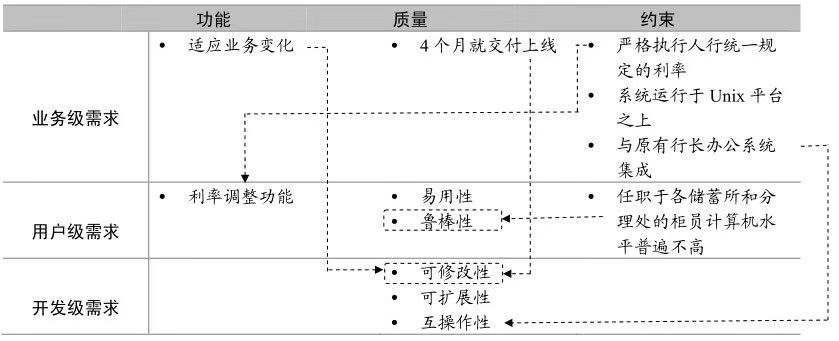 功能 质量 约束
业务级需求
• 适应业务变化
• 4 个月就交付上线
• 严格执行人行统一规
定的利率
• 系统运行于 Unix 平台
之上
• 与原有行长办公系统
集成
用户级需求
• 利率调整功能
• 易用性
• 鲁棒性
• 任职于各储蓄所和分
理处的柜员计算机水
平普遍不高
开发级需求
• 可修改性
• 可扩展性
• 互操作性